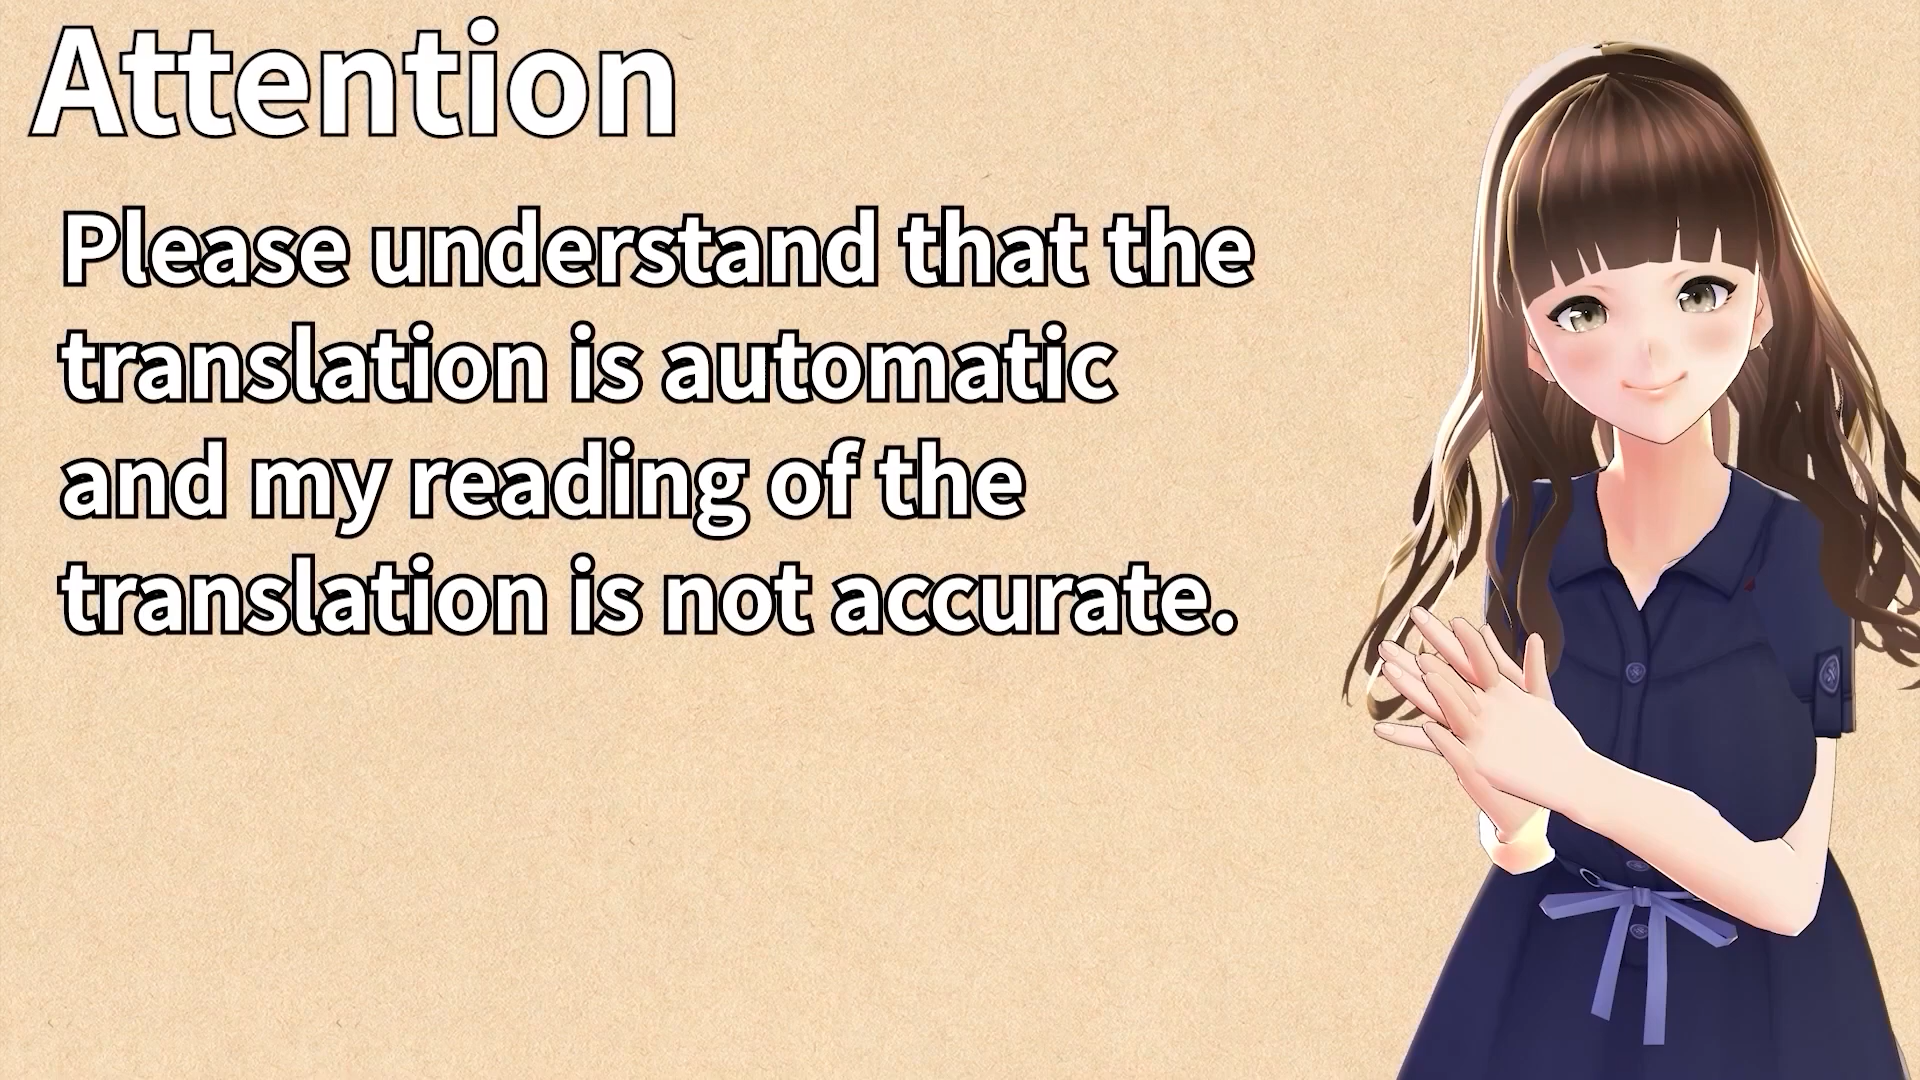 Attention
Please understand that the
translation is automatic
and my reading of the
translation is not accurate.